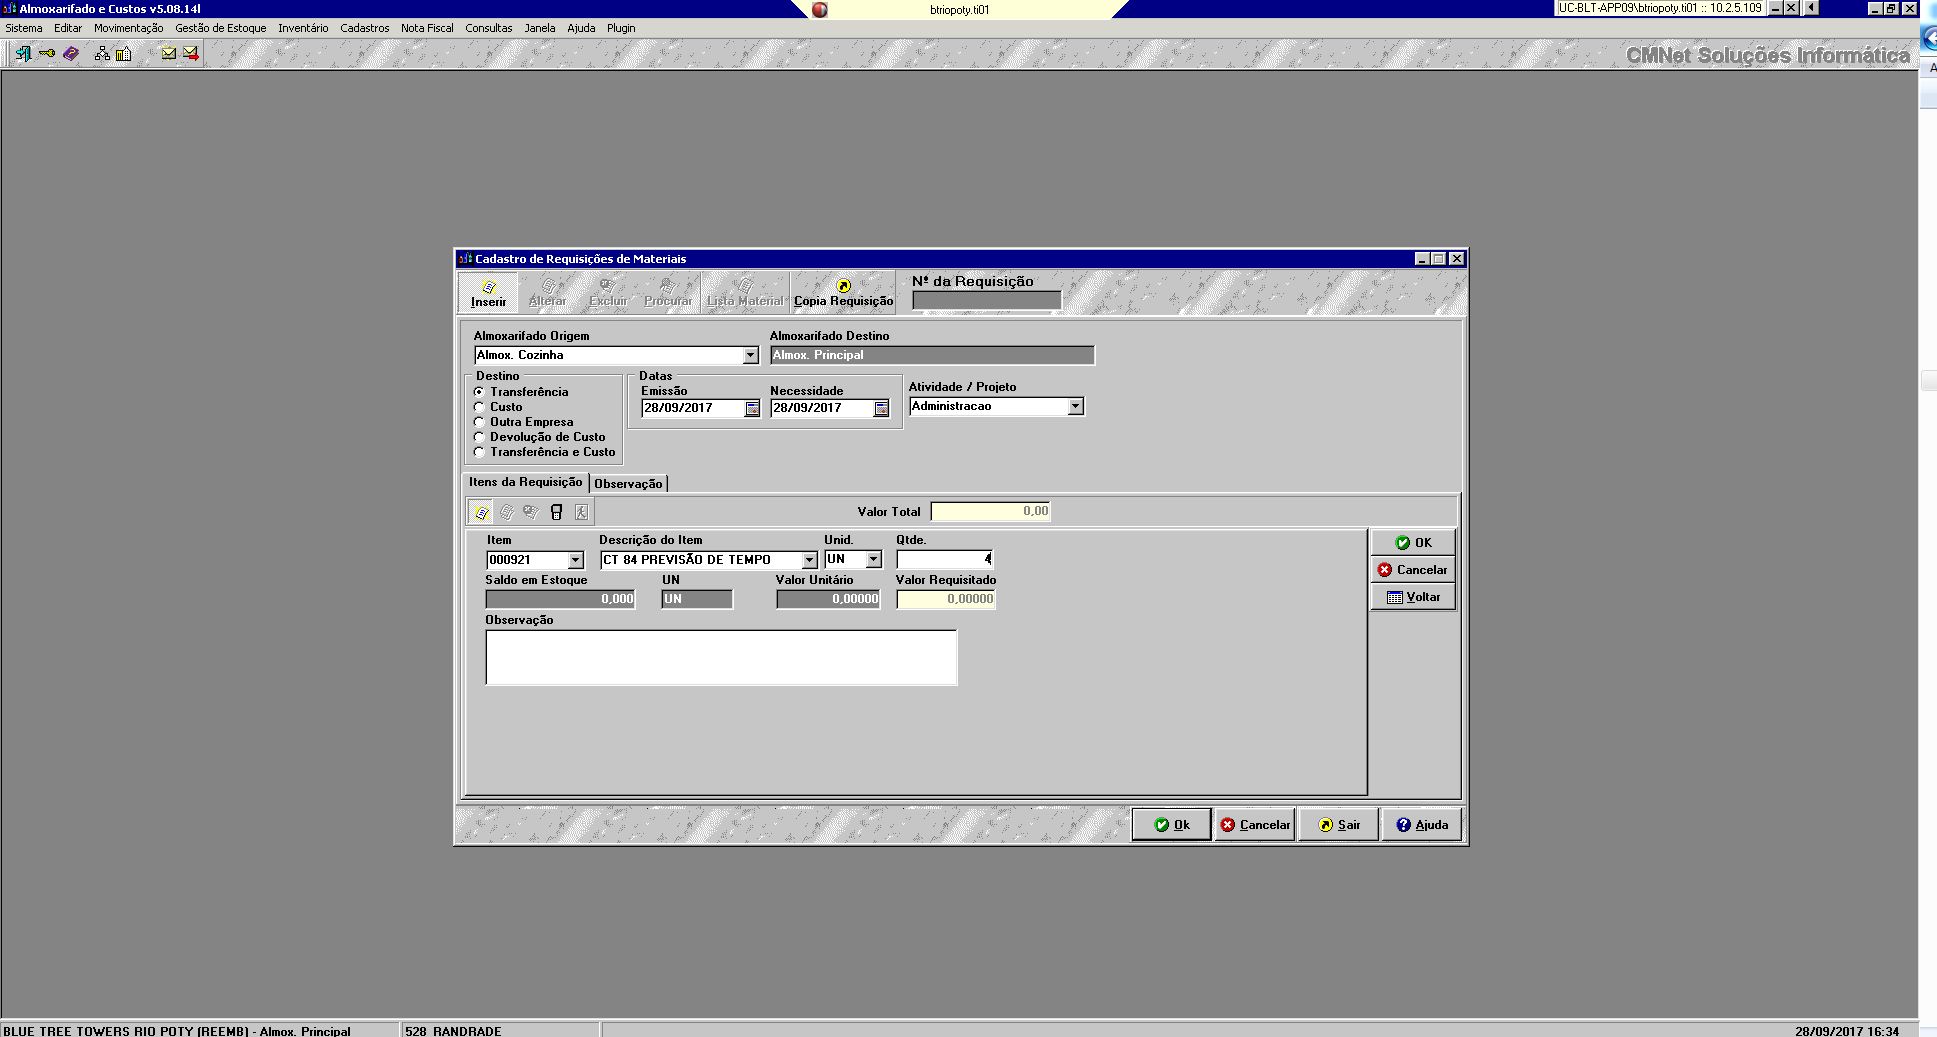 Almoxarifado e Custos v5.08.14l
btriopoty.ti01
UC-BLT-APP09\btriopoty.ti01 :: 10.2.5.109
Sistema Editar Movimentação Gestão de Estoque Inventário Cadastros Nota Fiscal Consultas Janela Ajuda Plugin
CMNet Soluções Informática
Cadastro de Requisições de Materiais
Inserir Alterar Excluir Procurar Lista Material Copia Requisição
Nº da Requisição
Almoxarifado Origem Almoxarifado Destino
Almox. Cozinha Almox. Principal
Destino Datas
Transferência
Custo
Outra Empresa
Devolução de Custo
Transferência e Custo
Emissão Necessidade Atividade / Projeto
28/09/2017 28/09/2017 Administracao
Itens da Requisição Observação
Valor Total 0,00
Item Descrição do Item Unid. Qtde.
000921 CT 84 PREVISÃO DE TEMPO UN 4
Saldo em Estoque UN Valor Unitário Valor Requisitado
0,000 UN 0,00000 0,00000
Observação
OK
Cancelar
Voltar
Ok Cancelar Sair Ajuda
BLUE TREE TOWERS RIO POTY (REEMB) - Almox. Principal 528 RANDRADE 28/09/2017 16:34